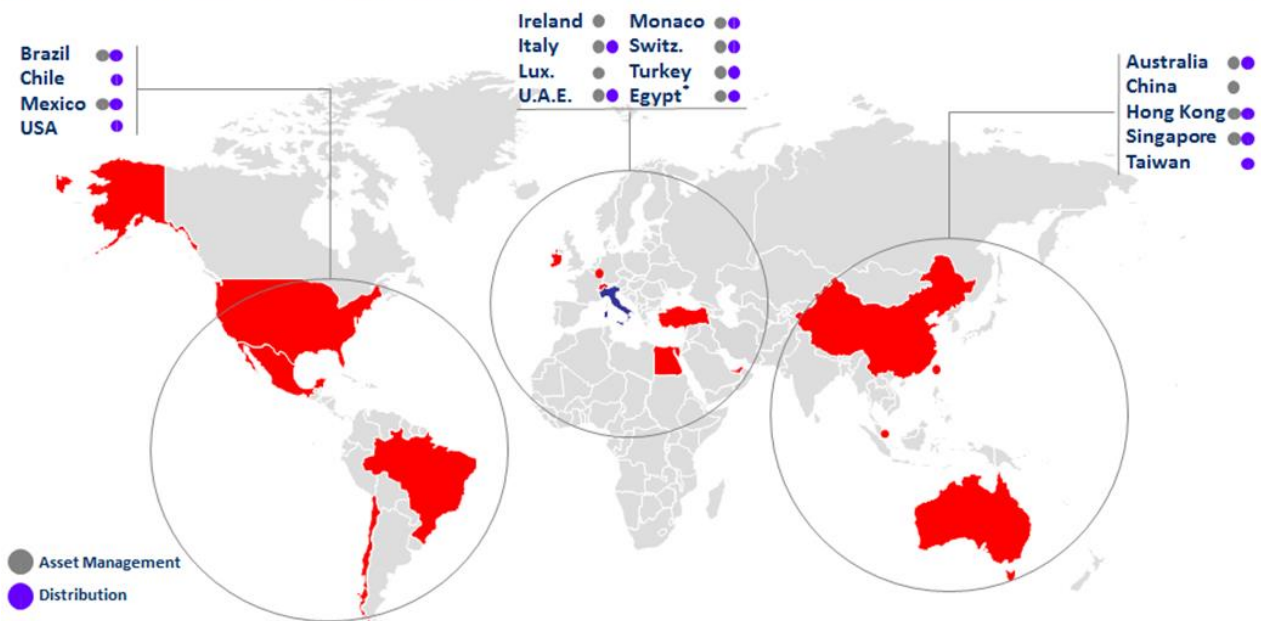 Brazil
Chile
Mexico
USA
Ireland
Monaco
Italy
Switz.
Lux.
Turkey
U.A.E.
Egypt*
Australia
China
Hong Kong
Singapore
Taiwan
Asset Management
Distribution